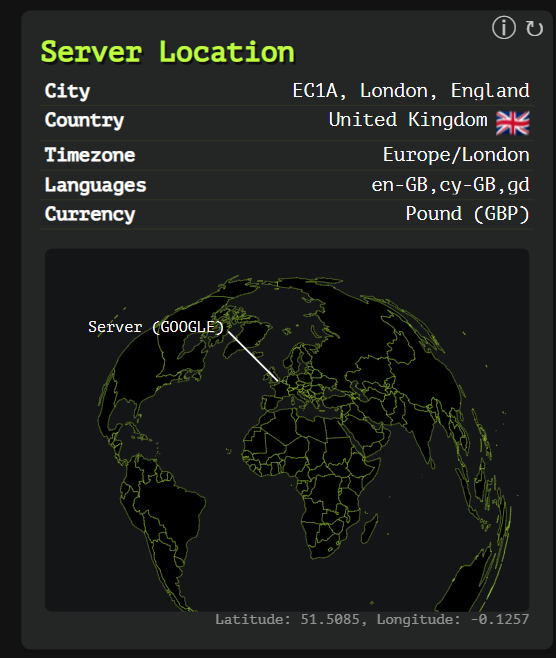 Server Location
City EC1A, London, England
Country United Kingdom
Timezone Europe/London
Languages en-GB,cy-GB,gd
Currency Pound (GBP)
Server (GOOGLE)
Latitude: 51.5085, Longitude: -0.1257